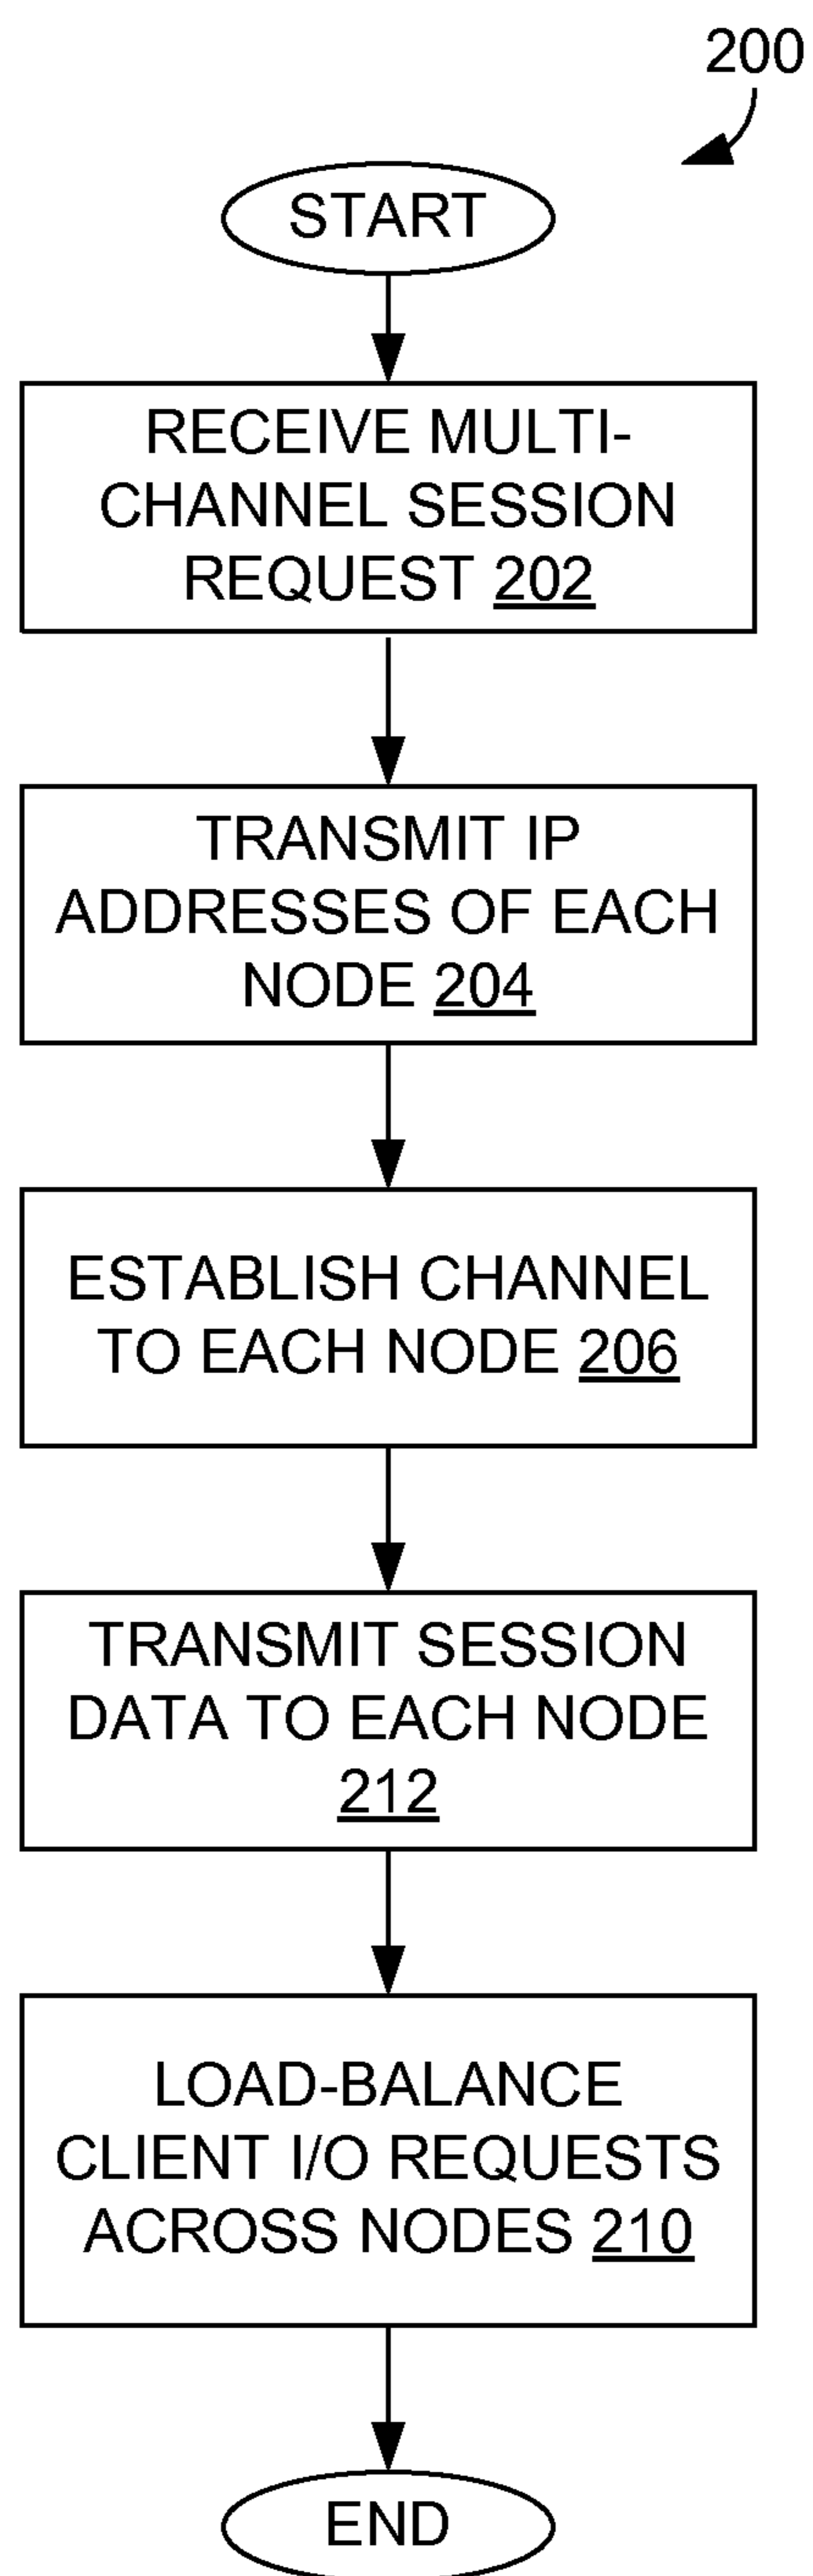 200
START
RECEIVE MULTI-
CHANNEL SESSION
REQUEST 202
TRANSMIT IP
ADDRESSES OF EACH
NODE 204
ESTABLISH CHANNEL
TO EACH NODE 206
TRANSMIT SESSION
DATA TO EACH NODE
212
LOAD-BALANCE
CLIENT I/O REQUESTS
ACROSS NODES 210
END